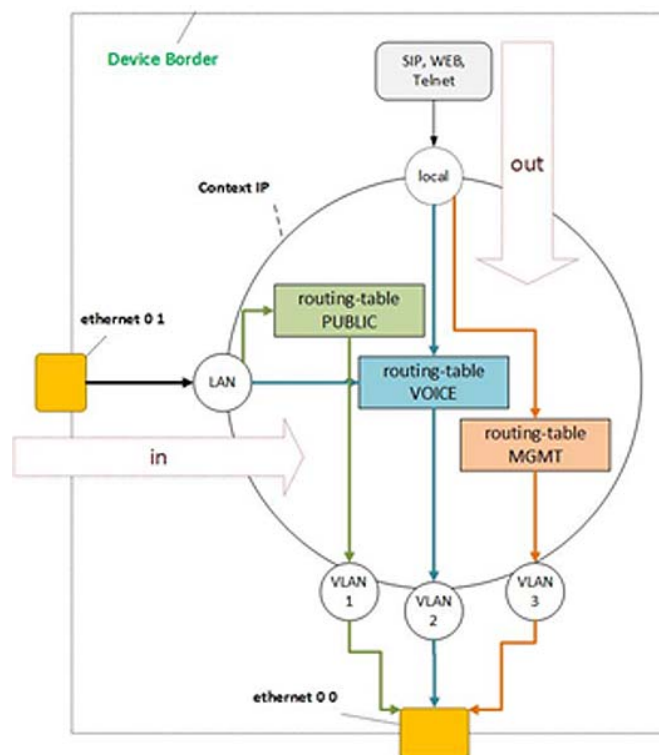 Device Border
SIP, WEB,
Telnet
out
local
Context IP
routing-table
PUBLIC
ethernet 0 1
LAN
routing-table
VOICE
routing-table
MGMT
in
VLAN
1
VLAN
2
VLAN
3
ethernet 0 0